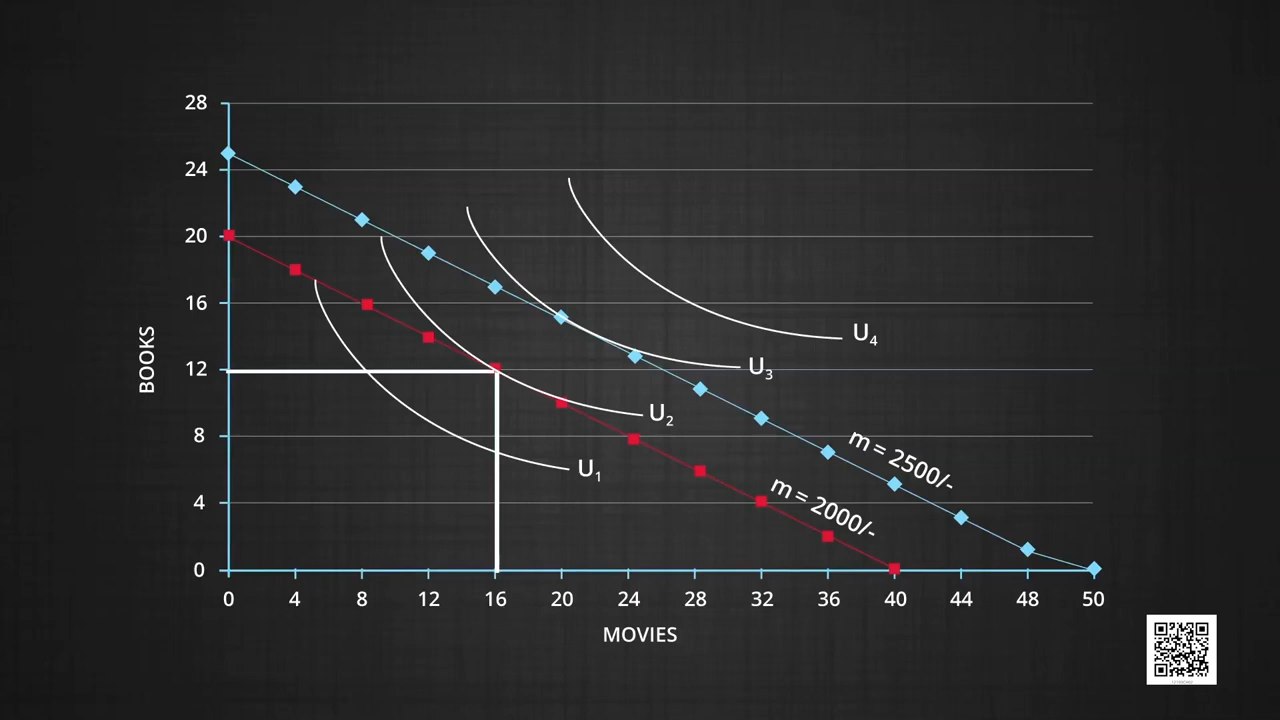 28
24
20
16
12
8
4
0
BOOKS
0 4 8 12 16 20 24 28 32 36 40 44 48 50
MOVIES
U4
U3
U2
U1
m = 2500/-
m = 2000/-